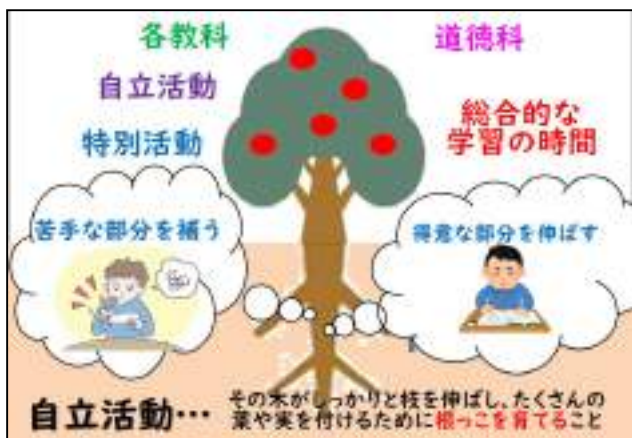 各教科
道徳科
自立活動
総合的な
学習の時間
特別活動
苦手な部分を補う
得意な部分を伸ばす
自立活動…
その木がしっかりと枝を伸ばし、たくさんの
葉や実を付けるために根っこを育てること